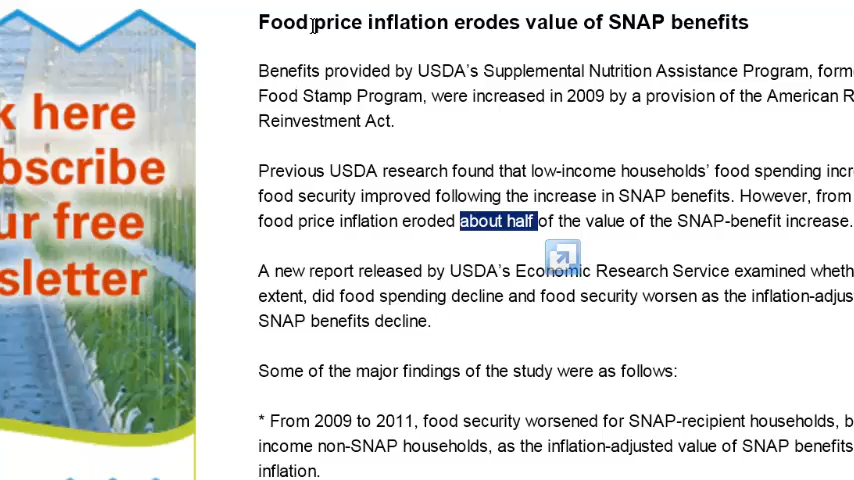 Food price inflation erodes value of SNAP benefits
Benefits provided by USDA's Supplemental Nutrition Assistance Program, form
Food Stamp Program, were increased in 2009 by a provision of the American R
Reinvestment Act.
Previous USDA research found that low-income households' food spending incr
food security improved following the increase in SNAP benefits. However, from
food price inflation eroded about half of the value of the SNAP-benefit increase.
A new report released by USDA's Economic Research Service examined wheth
extent, did food spending decline and food security worsen as the inflation-adjus
SNAP benefits decline.
Some of the major findings of the study were as follows:
* From 2009 to 2011, food security worsened for SNAP-recipient households, b
income non-SNAP households, as the inflation-adjusted value of SNAP benefits
inflation.
k here
bscribe
ur free
sletter